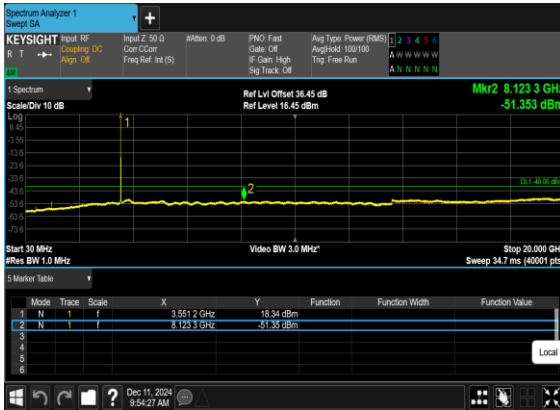 Spectrum Analyzer 1
Swept SA
KEYSIGHT
R T
Input: RF
Coupling: DC
Align: Off
Input Z: 50 Ω
Corr CCorr
Freq Ref: Int (S)
#Atten: 0 dB
PNO: Fast
Gate: Off
IF Gain: High
Sig Track: Off
Avg Type: Power (RMS)
Avg|Hold: 100/100
Trig: Free Run
1 2 3 4 5 6
A W W W W W
A N N N N N
1 Spectrum
Scale/Div 10 dB
Ref Lvl Offset 36.45 dB
Ref Level 16.45 dBm
Mkr2 8.123 3 GHz
-51.353 dBm
Log
6.45
-3.55
-13.6
-23.6
-33.6
-43.6
-53.6
-63.6
-73.6
1
2
DL1 -40.00 dBm
Start 30 MHz
#Res BW 1.0 MHz
Video BW 3.0 MHz*
Stop 20.000 GHz
Sweep 34.7 ms (40001 pts)
5 Marker Table
Mode Trace Scale X Y Function Function Width Function Value
1 N 1 f 3.551 2 GHz 18.34 dBm
2 N 1 f 8.123 3 GHz -51.35 dBm
3
4
5
6
Local
?
Dec 11, 2024
9:54:27 AM